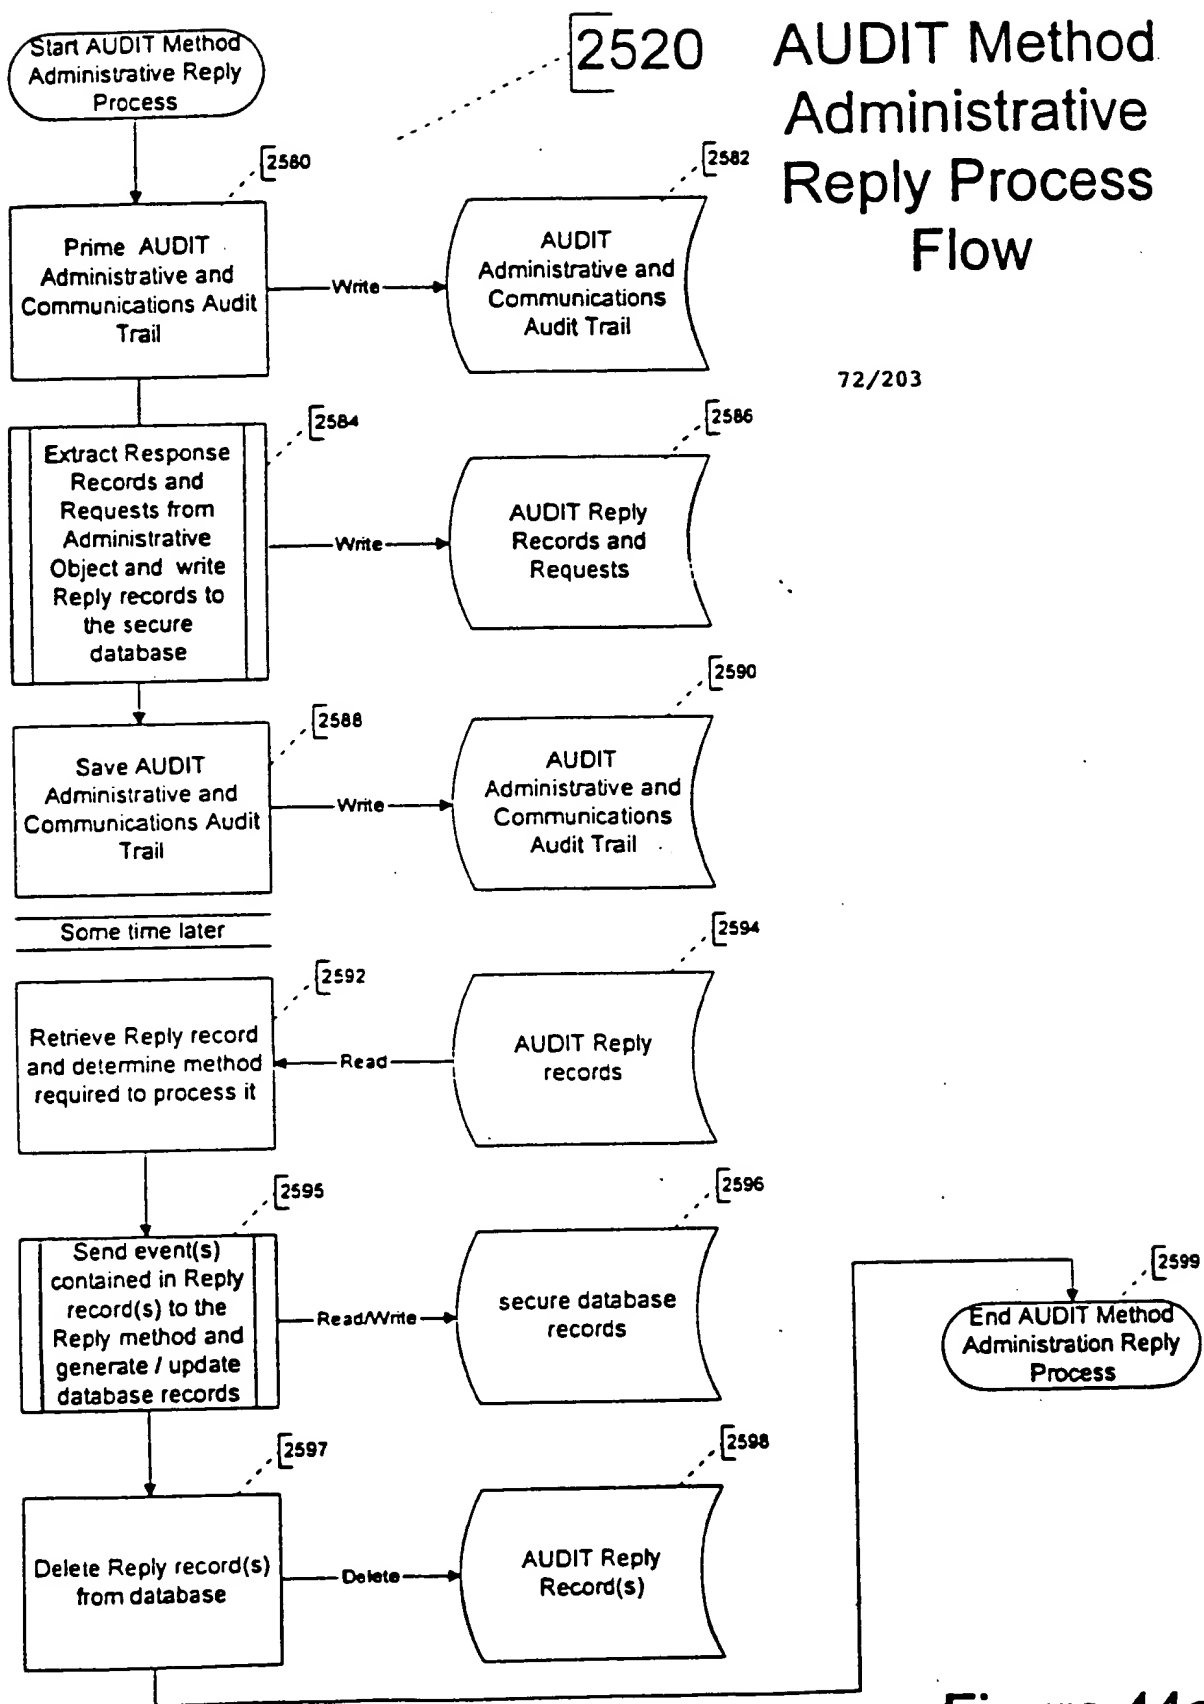 2520
AUDIT Method
Administrative
Reply Process
Flow
72/203
Start AUDIT Method
Administrative Reply
Process
2580
Prime AUDIT
Administrative and
Communications Audit
Trail
Write
2582
AUDIT
Administrative and
Communications
Audit Trail
2584
Extract Response
Records and
Requests from
Administrative
Object and write
Reply records to
the secure
database
Write
2586
AUDIT Reply
Records and
Requests
2588
Save AUDIT
Administrative and
Communications Audit
Trail
Write
2590
AUDIT
Administrative and
Communications
Audit Trail
Some time later
2592
Retrieve Reply record
and determine method
required to process it
Read
2594
AUDIT Reply
records
2595
Send event(s)
contained in Reply
record(s) to the
Reply method and
generate / update
database records
Read/Write
2596
secure database
records
2597
Delete Reply record(s)
from database
Delete
2598
AUDIT Reply
Record(s)
2599
End AUDIT Method
Administration Reply
Process